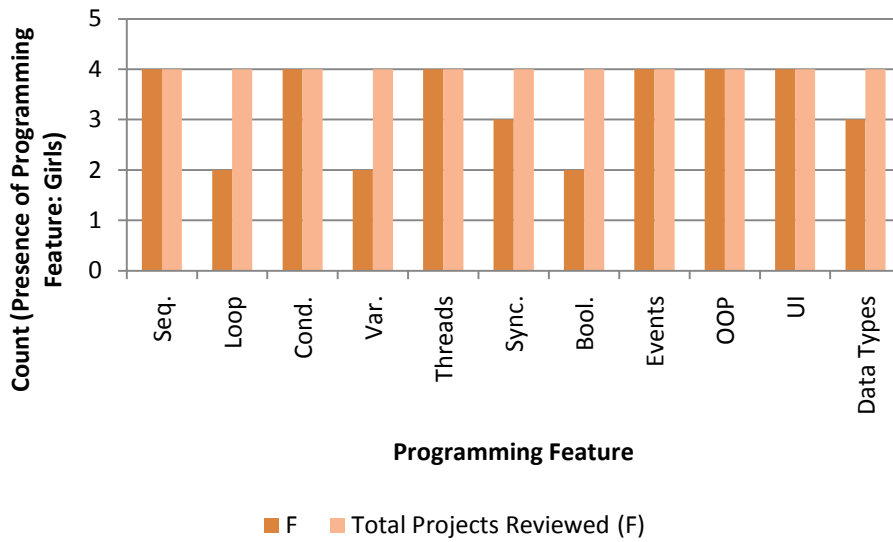 Count (Presence of Programming
Feature: Girls)
5
4
3
2
1
0
Seq.
Loop
Cond.
Var.
Threads
Sync.
Bool.
Events
OOP
UI
Data Types
Programming Feature
F
Total Projects Reviewed (F)